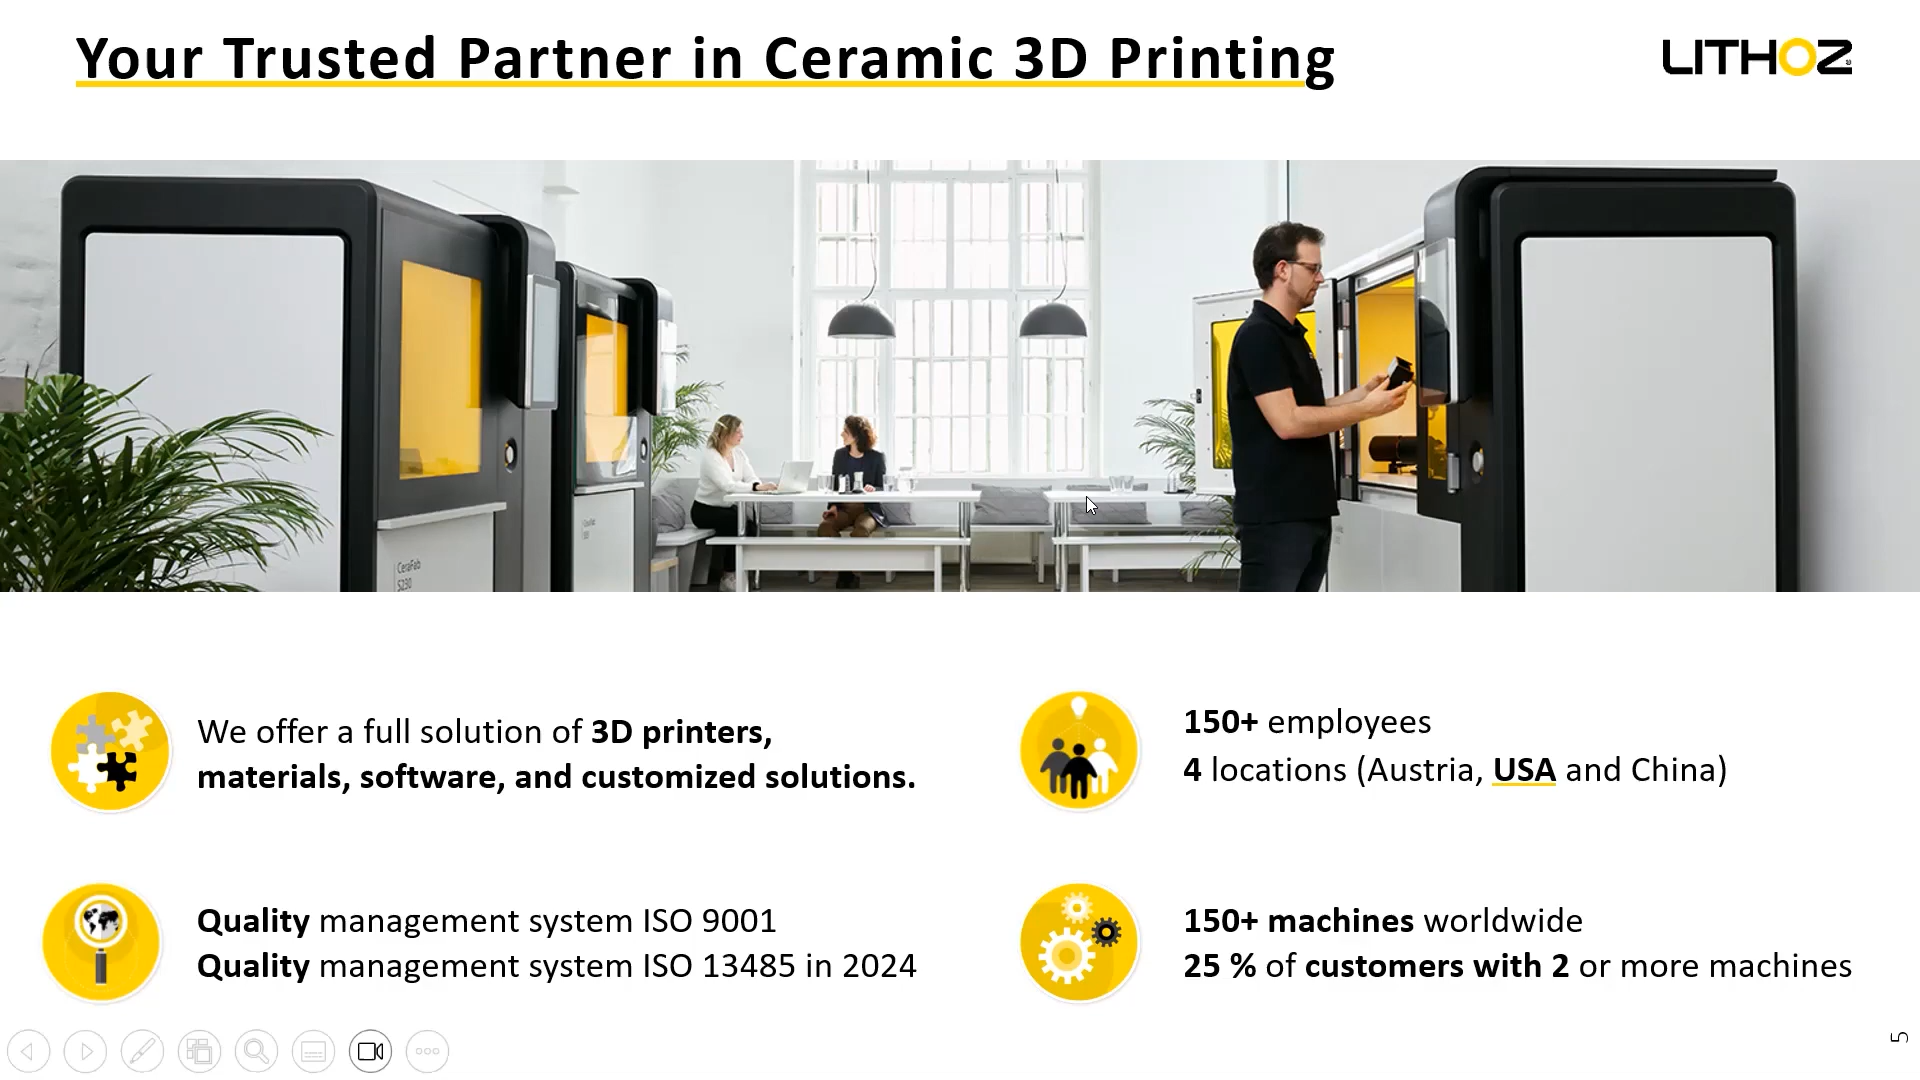 Your Trusted Partner in Ceramic 3D Printing
LITHOZ
CeraFab
S230
We offer a full solution of 3D printers,
materials, software, and customized solutions.
150+ employees
4 locations (Austria, USA and China)
Quality management system ISO 9001
Quality management system ISO 13485 in 2024
150+ machines worldwide
25 % of customers with 2 or more machines
5